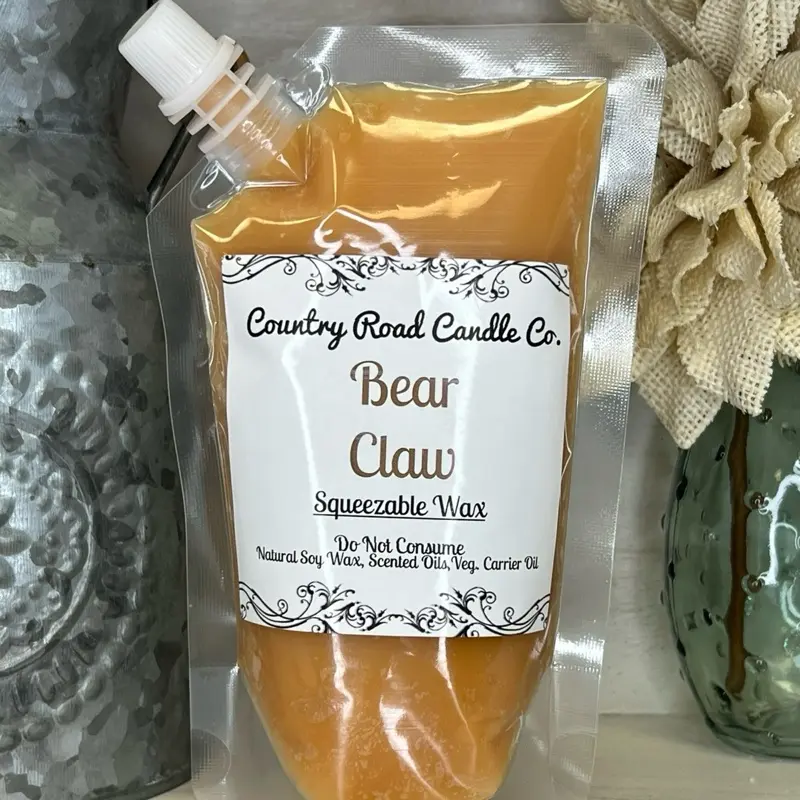 Country Road Candle Co.
Bear
Claw
Squeezable Wax
Do Not Consume
Natural Soy Wax, Scented Oils, Veg. Carrier Oil